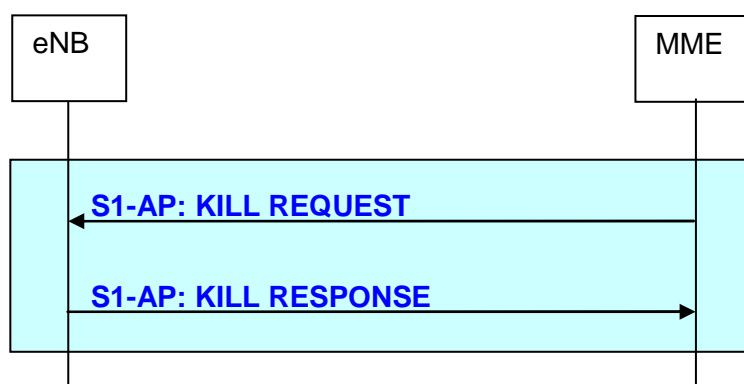 eNB
MME
S1-AP: KILL REQUEST
S1-AP: KILL RESPONSE